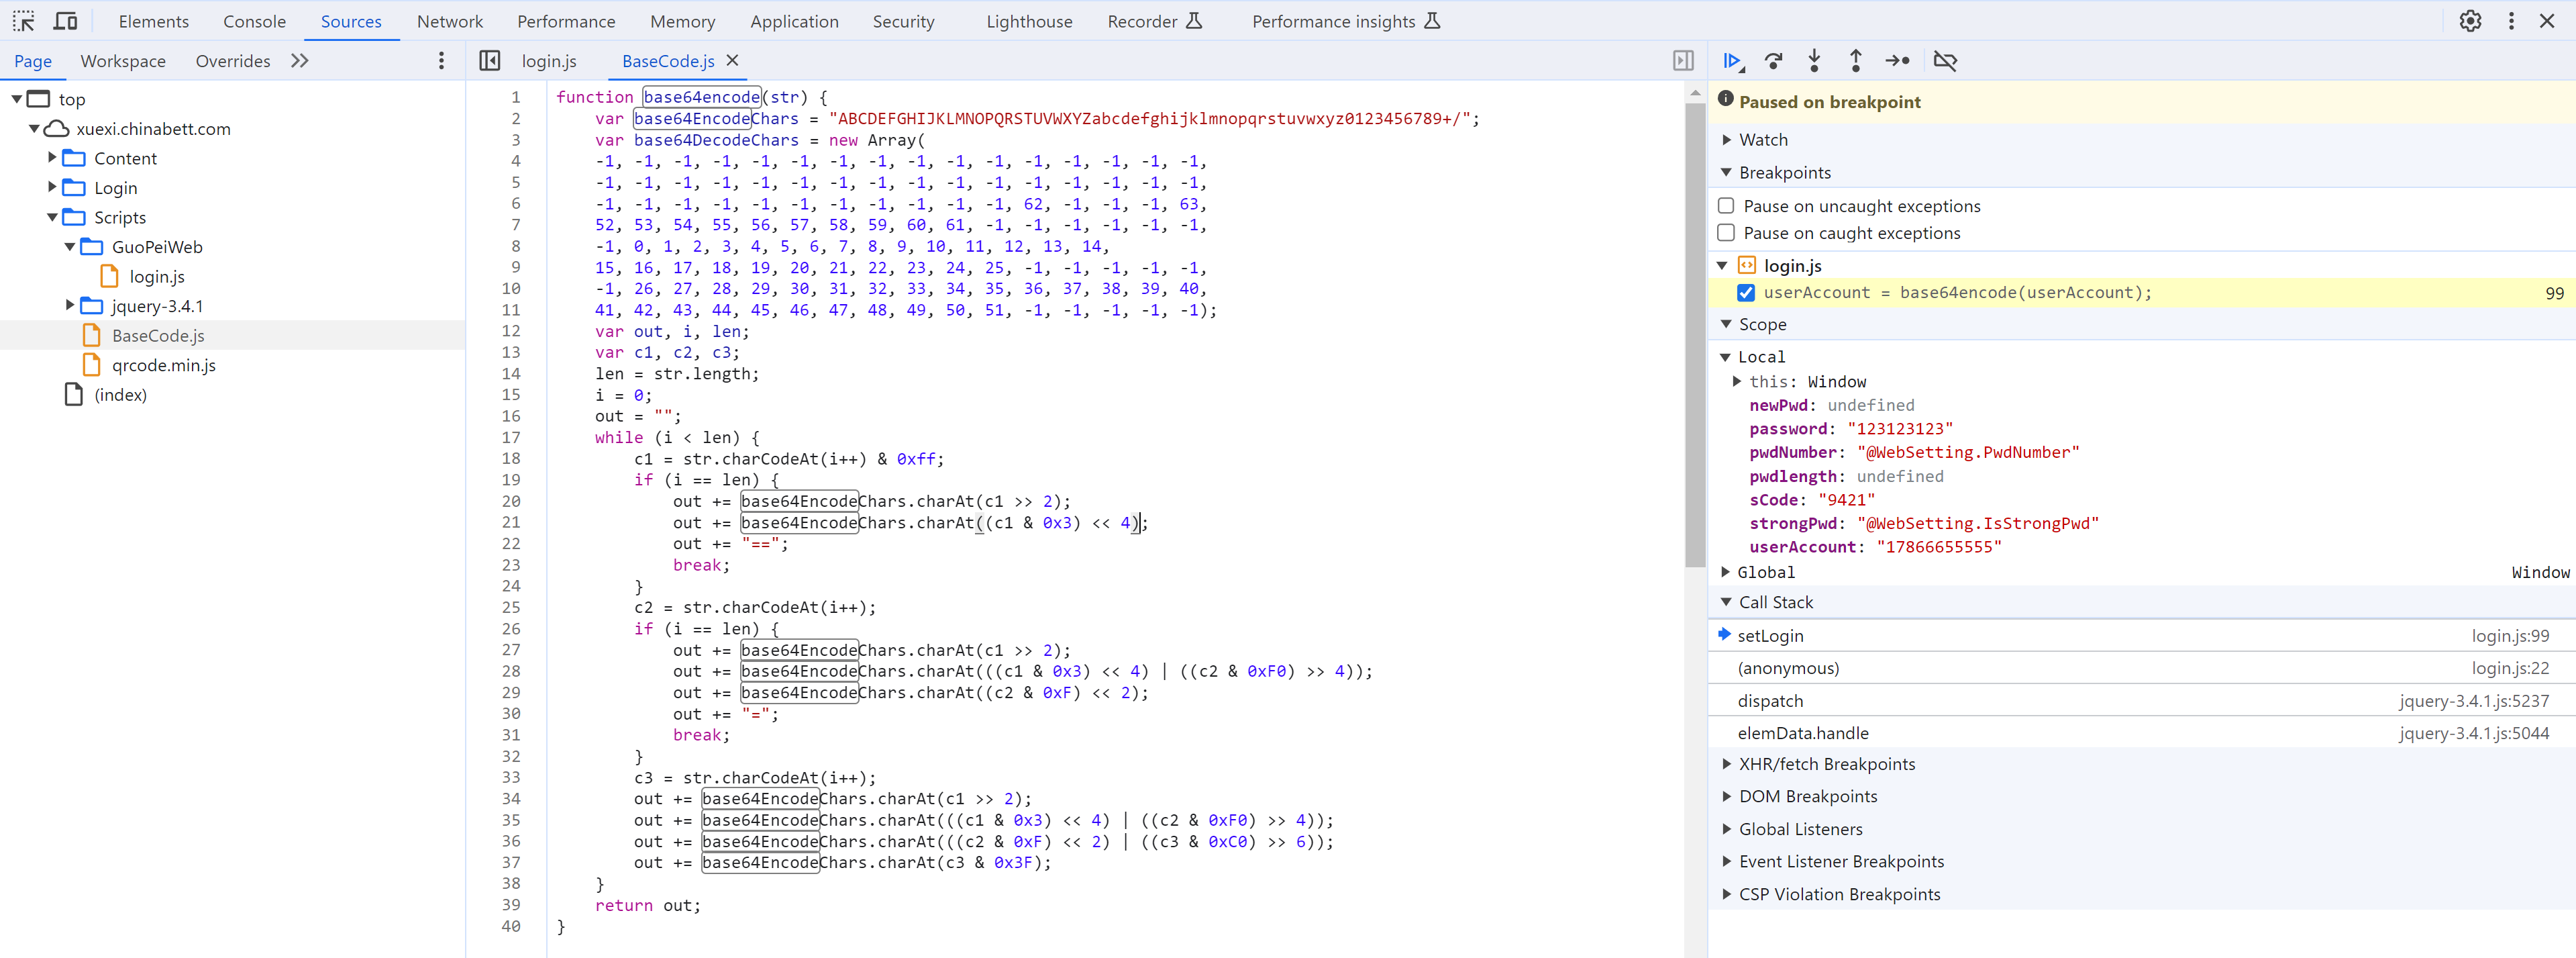 Elements Console Sources Network Performance Memory Application Security Lighthouse Recorder Performance insights
Page Workspace Overrides
top
xuexi.chinabett.com
Content
Login
Scripts
GuoPeiWeb
login.js
jquery-3.4.1
BaseCode.js
qrcode.min.js
(index)
login.js BaseCode.js
1 function base64encode(str) {
2 var base64EncodeChars = "ABCDEFGHIJKLMNOPQRSTUVWXYZabcdefghijklmnopqrstuvwxyz0123456789+/";
3 var base64DecodeChars = new Array(
4 -1, -1, -1, -1, -1, -1, -1, -1, -1, -1, -1, -1, -1, -1, -1, -1,
5 -1, -1, -1, -1, -1, -1, -1, -1, -1, -1, -1, -1, -1, -1, -1, -1,
6 -1, -1, -1, -1, -1, -1, -1, -1, -1, -1, -1, 62, -1, -1, -1, 63,
7 52, 53, 54, 55, 56, 57, 58, 59, 60, 61, -1, -1, -1, -1, -1, -1,
8 -1, 0, 1, 2, 3, 4, 5, 6, 7, 8, 9, 10, 11, 12, 13, 14,
9 15, 16, 17, 18, 19, 20, 21, 22, 23, 24, 25, -1, -1, -1, -1, -1,
10 -1, 26, 27, 28, 29, 30, 31, 32, 33, 34, 35, 36, 37, 38, 39, 40,
11 41, 42, 43, 44, 45, 46, 47, 48, 49, 50, 51, -1, -1, -1, -1, -1);
12 var out, i, len;
13 var c1, c2, c3;
14 len = str.length;
15 i = 0;
16 out = "";
17 while (i < len) {
18 c1 = str.charCodeAt(i++) & 0xff;
19 if (i == len) {
20 out += base64EncodeChars.charAt(c1 >> 2);
21 out += base64EncodeChars.charAt((c1 & 0x3) << 4);
22 out += "==";
23 break;
24 }
25 c2 = str.charCodeAt(i++);
26 if (i == len) {
27 out += base64EncodeChars.charAt(c1 >> 2);
28 out += base64EncodeChars.charAt(((c1 & 0x3) << 4) | ((c2 & 0xF0) >> 4));
29 out += base64EncodeChars.charAt((c2 & 0xF) << 2);
30 out += "=";
31 break;
32 }
33 c3 = str.charCodeAt(i++);
34 out += base64EncodeChars.charAt(c1 >> 2);
35 out += base64EncodeChars.charAt(((c1 & 0x3) << 4) | ((c2 & 0xF0) >> 4));
36 out += base64EncodeChars.charAt(((c2 & 0xF) << 2) | ((c3 & 0xC0) >> 6));
37 out += base64EncodeChars.charAt(c3 & 0x3F);
38 }
39 return out;
40 }
Paused on breakpoint
Watch
Breakpoints
Pause on uncaught exceptions
Pause on caught exceptions
login.js
userAccount = base64encode(userAccount); 99
Scope
Local
this: Window
newPwd: undefined
password: "123123123"
pwdNumber: "@WebSetting.PwdNumber"
pwdlength: undefined
sCode: "9421"
strongPwd: "@WebSetting.IsStrongPwd"
userAccount: "17866655555"
Global Window
Call Stack
setLogin login.js:99
(anonymous) login.js:22
dispatch jquery-3.4.1.js:5237
elemData.handle jquery-3.4.1.js:5044
XHR/fetch Breakpoints
DOM Breakpoints
Global Listeners
Event Listener Breakpoints
CSP Violation Breakpoints